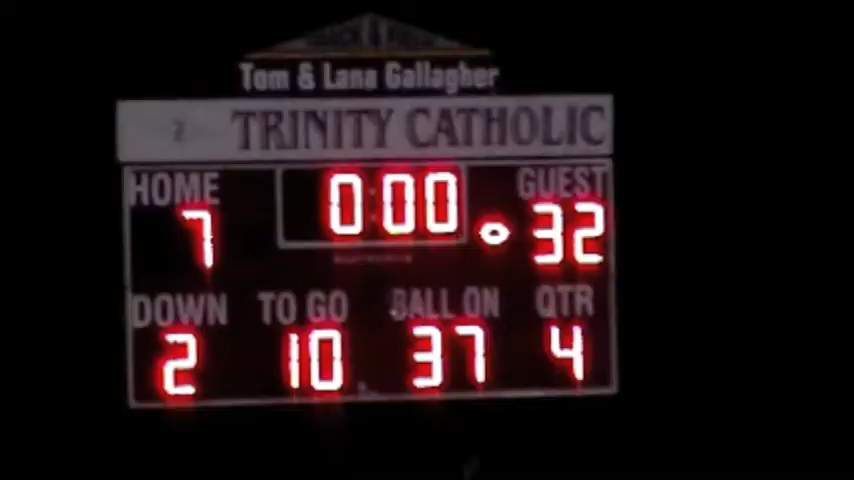 Tom & Lana Gallagher
TRINITY CATHOLIC
HOME 0:00 GUEST
7 32
DOWN TO GO BALL ON QTR
2 10 37 4